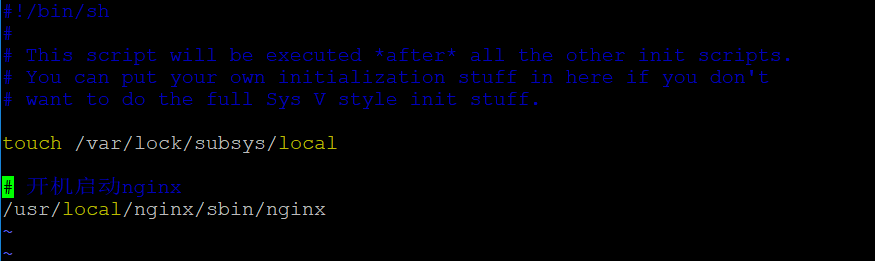 #!/bin/sh
#
# This script will be executed *after* all the other init scripts.
# You can put your own initialization stuff in here if you don't
# want to do the full Sys V style init stuff.
touch /var/lock/subsys/local
# 开机启动nginx
/usr/local/nginx/sbin/nginx
~
~